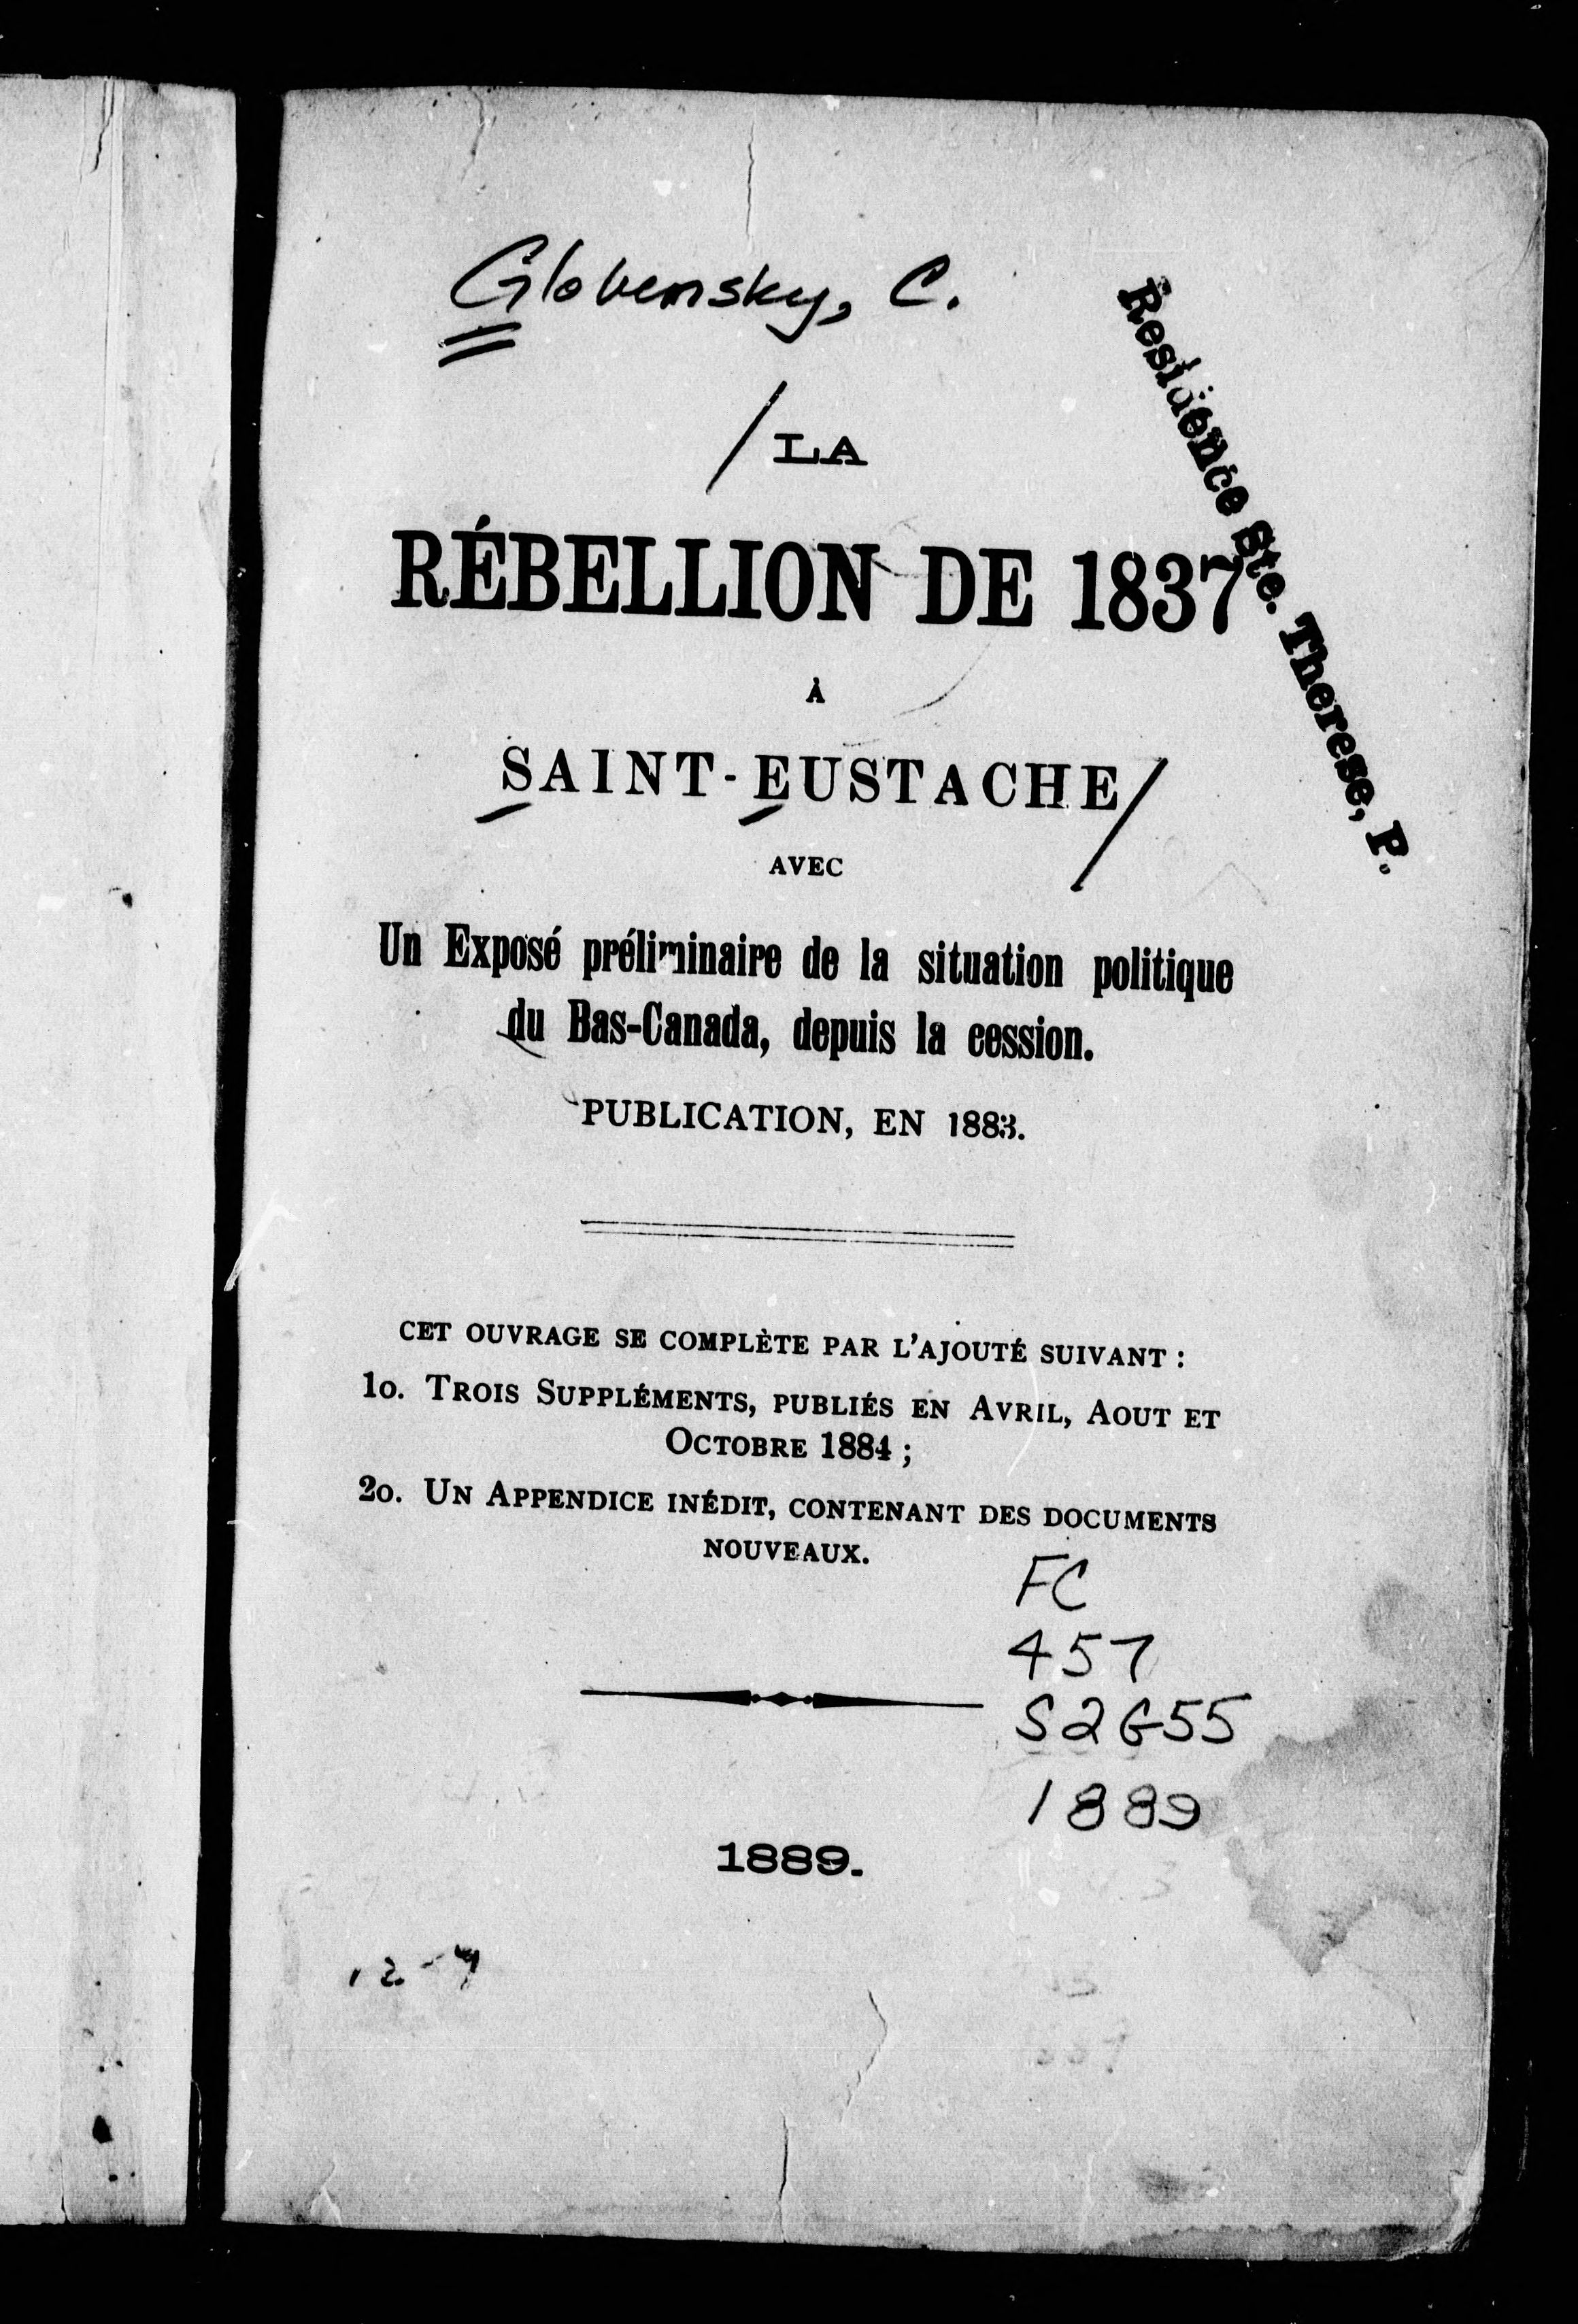 Globensky, C.
LA
RÉBELLION DE 1837
À
SAINT-EUSTACHE
AVEC
Un Exposé préliminaire de la situation politique
du Bas-Canada, depuis la cession.
PUBLICATION, EN 1883.
CET OUVRAGE SE COMPLÈTE PAR L'AJOUTÉ SUIVANT :
1o. TROIS SUPPLÉMENTS, PUBLIÉS EN AVRIL, AOUT ET
OCTOBRE 1884 ;
2o. UN APPENDICE INÉDIT, CONTENANT DES DOCUMENTS
NOUVEAUX.
FC
457
S2G55
1889
1889.
Residence Ste. Therese, P.